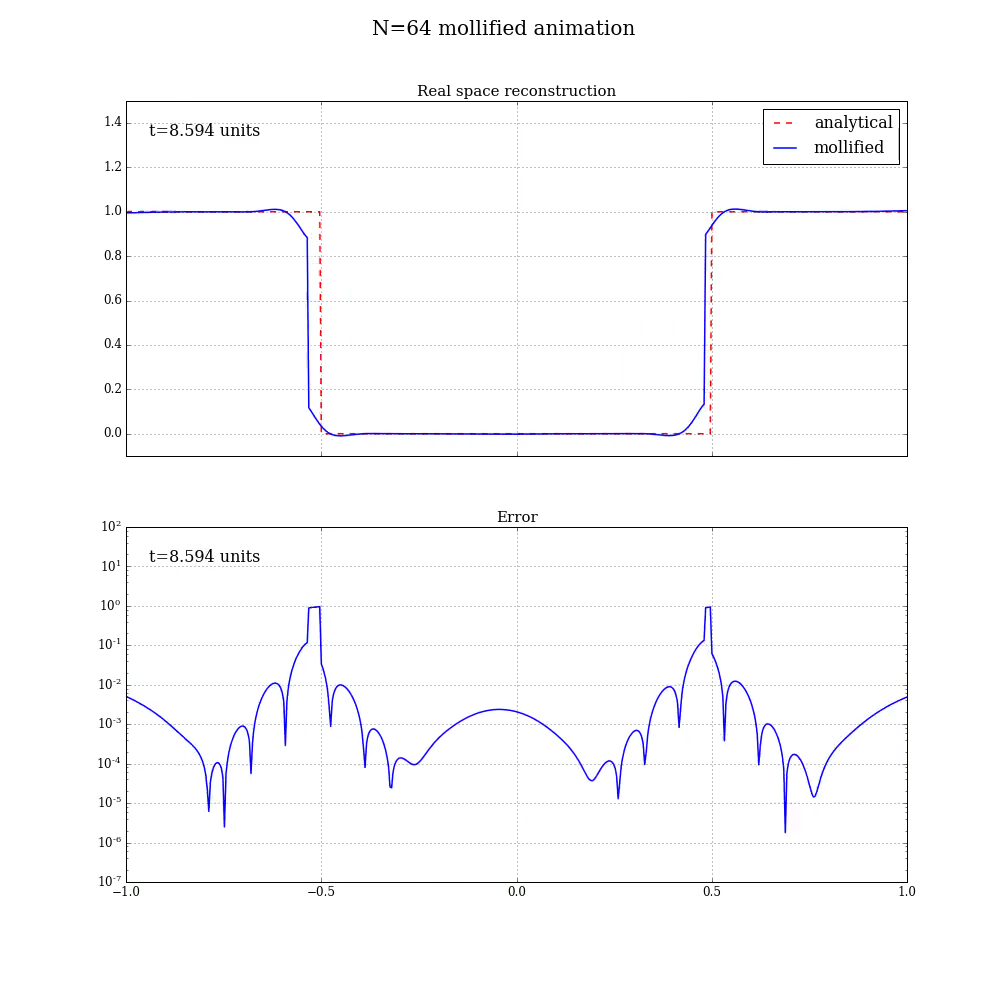 N=64 mollified animation
Real space reconstruction
t=8.594 units
analytical
mollified
1.4
1.2
1.0
0.8
0.6
0.4
0.2
0.0
Error
t=8.594 units
10²
10¹
10⁰
10⁻¹
10⁻²
10⁻³
10⁻⁴
10⁻⁵
10⁻⁶
10⁻⁷
−1.0 −0.5 0.0 0.5 1.0